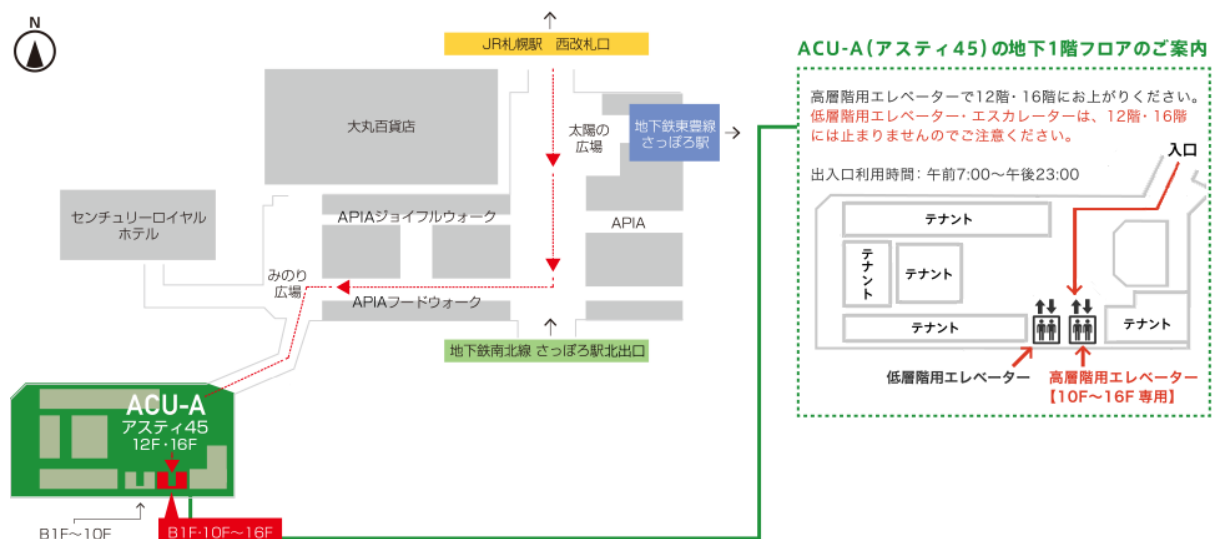 N
JR札幌駅 西改札口
大丸百貨店
太陽の
広場
地下鉄東豊線
さっぽろ駅
センチュリーロイヤル
ホテル
APIAジョイフルウォーク
APIA
みのり
広場
APIAフードウォーク
地下鉄南北線 さっぽろ駅北出口
ACU-A
アスティ45
12F・16F
B1F〜10F
B1F・10F〜16F
ACU-A(アスティ45)の地下1階フロアのご案内
高層階用エレベーターで12階・16階にお上がりください。
低層階用エレベーター・エスカレーターは、12階・16階
には止まりませんのでご注意ください。
入口
出入口利用時間：午前7:00〜午後23:00
テナント
テナント
テナント
テナント
テナント
低層階用エレベーター
高層階用エレベーター
【10F〜16F 専用】